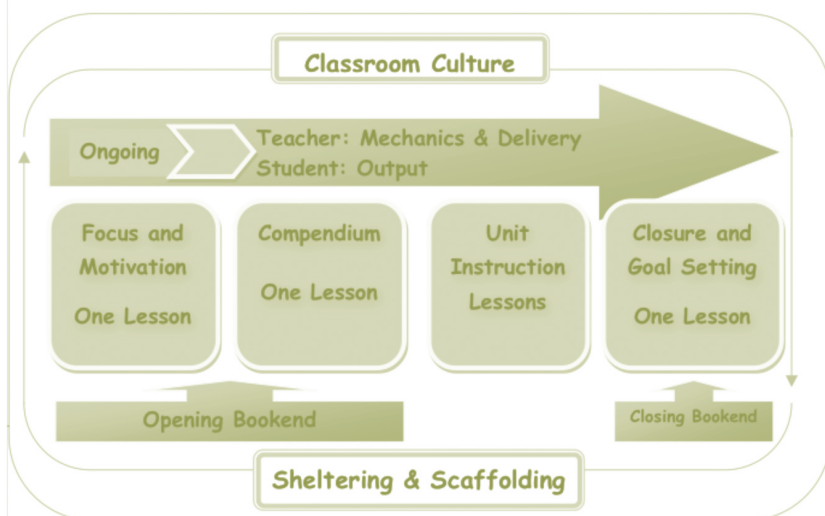 Classroom Culture
Ongoing
Teacher: Mechanics & Delivery
Student: Output
Focus and
Motivation
One Lesson
Compendium
One Lesson
Unit
Instruction
Lessons
Closure and
Goal Setting
One Lesson
Opening Bookend
Closing Bookend
Sheltering & Scaffolding